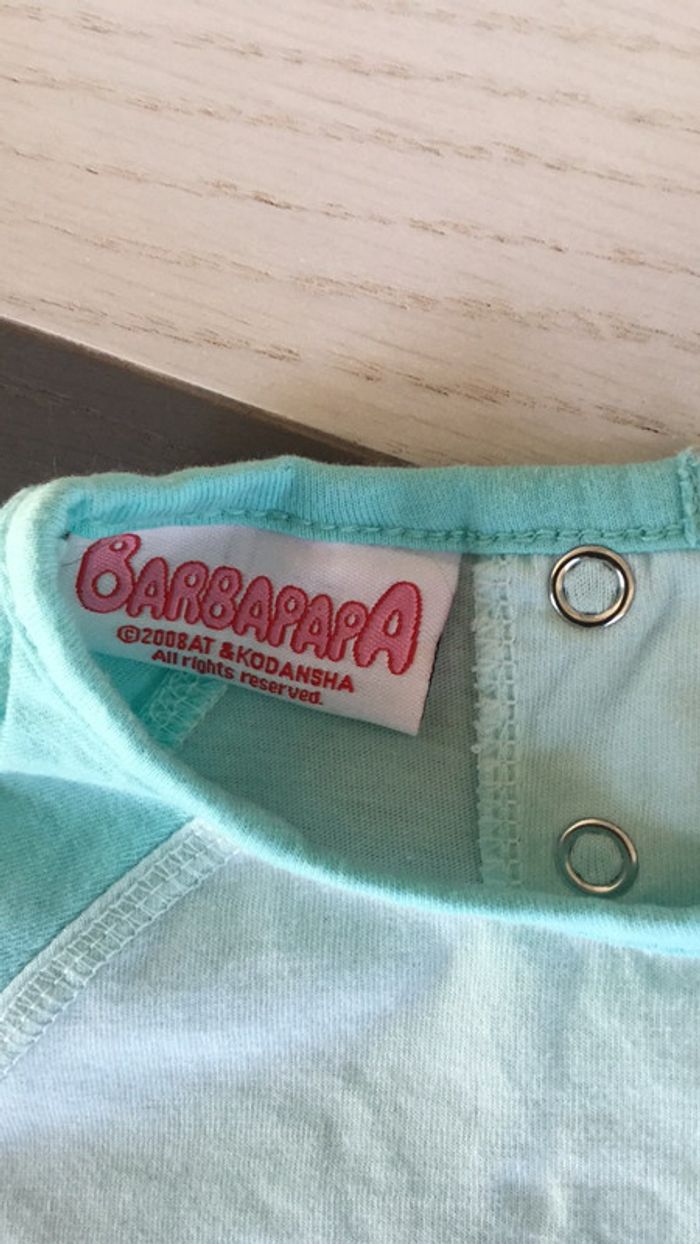 BARBAPAPA
©2008AT &KODANSHA
All rights reserved.